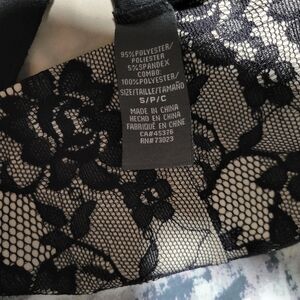 95%POLYESTER/
POLIESTER
5%SPANDEX
COMBO:
100%POLYESTER/
SIZE/TAILLE/TAMAÑO
S/P/C
MADE IN CHINA
HECHO EN CHINA
FABRIQUÉ EN CHINE
CA#45376
RN#73023